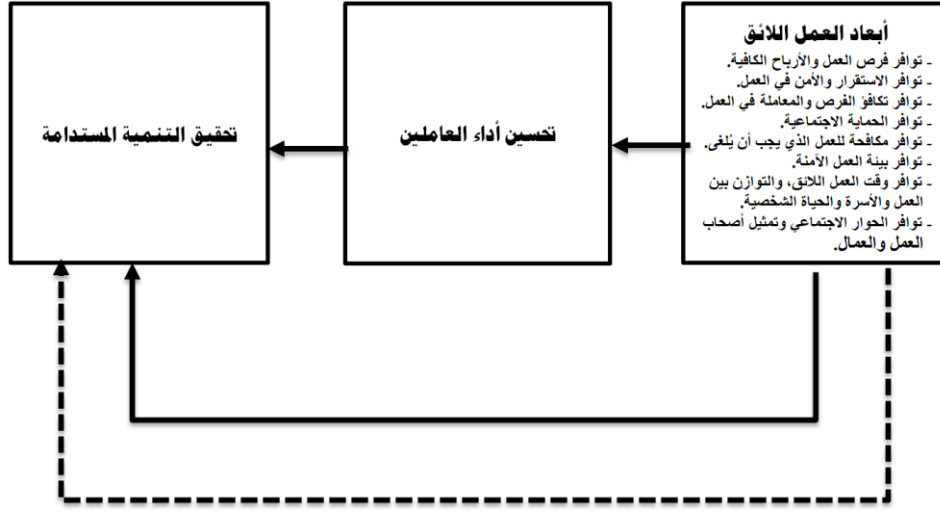 أبعاد العمل اللائق
- توافر فرص العمل والأرباح الكافية.
- توافر الاستقرار والأمن في العمل.
- توافر تكافؤ الفرص والمعاملة في العمل.
- توافر الحماية الاجتماعية.
- توافر مكافحة للعمل الذي يجب أن يُلغى.
- توافر بيئة العمل الآمنة.
- توافر وقت العمل اللائق، والتوازن بين
العمل والأسرة والحياة الشخصية.
- توافر الحوار الاجتماعي وتمثيل أصحاب
العمل والعمال.
تحسين أداء العاملين
تحقيق التنمية المستدامة